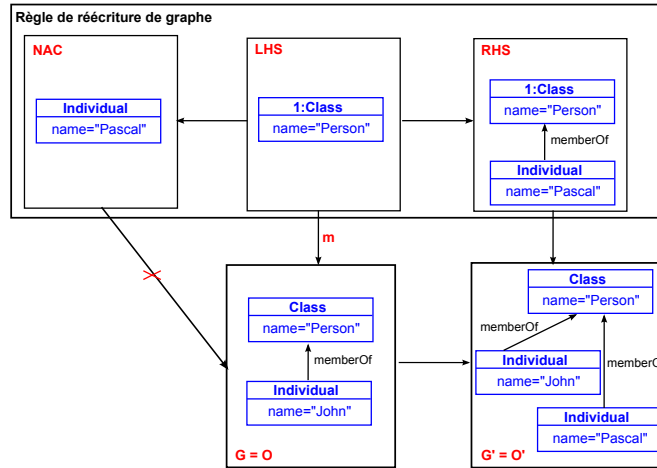 Règle de réécriture de graphe
NAC
LHS
RHS
Individual
name="Pascal"
1:Class
name="Person"
1:Class
name="Person"
memberOf
Individual
name="Pascal"
m
Class
name="Person"
memberOf
Individual
name="John"
G = O
Class
name="Person"
memberOf
memberO
Individual
name="John"
Individual
name="Pascal"
G' = O'